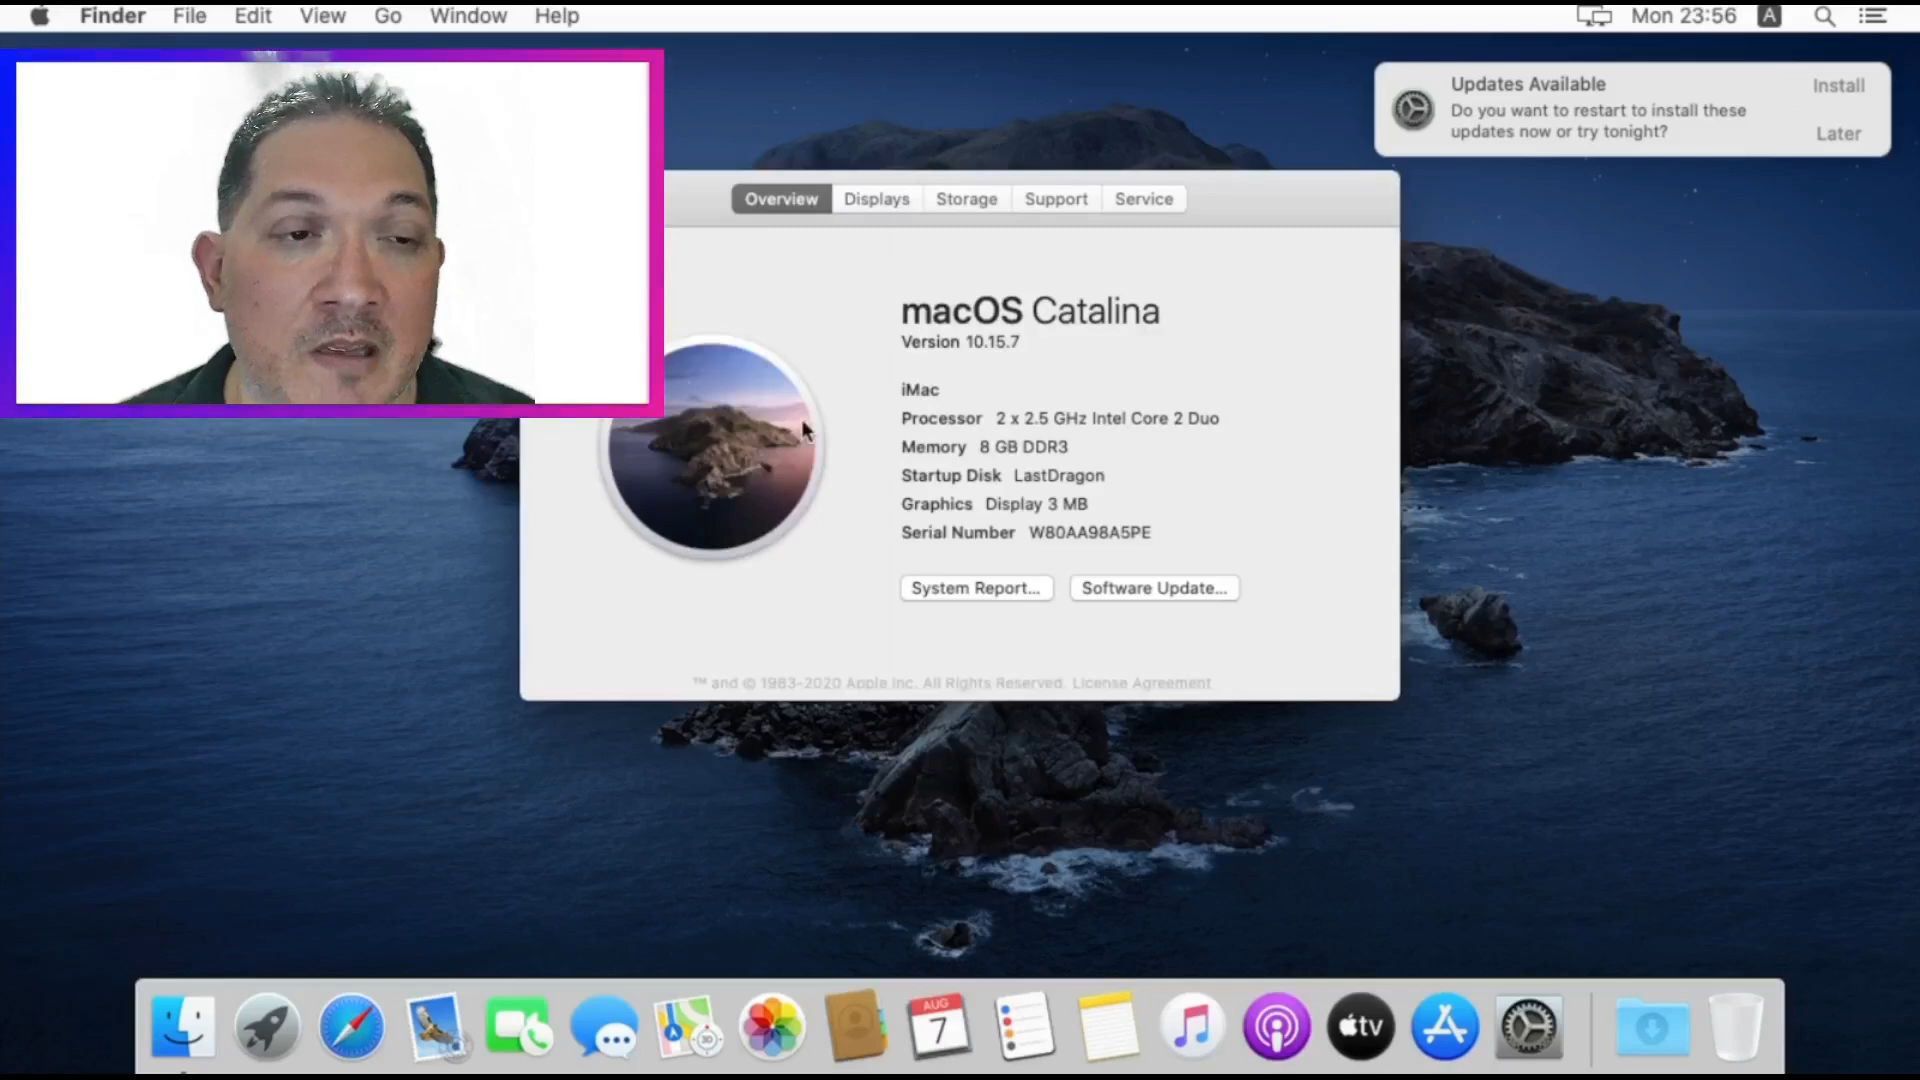 Finder File Edit View Go Window Help
Mon 23:56 A
Updates Available
Install
Do you want to restart to install these
updates now or try tonight?
Later
Overview Displays Storage Support Service
macOS Catalina
Version 10.15.7
iMac
Processor 2 x 2.5 GHz Intel Core 2 Duo
Memory 8 GB DDR3
Startup Disk LastDragon
Graphics Display 3 MB
Serial Number W80AA98A5PE
System Report... Software Update...
™ and © 1983-2020 Apple Inc. All Rights Reserved. License Agreement
AUG
7
3D
tv